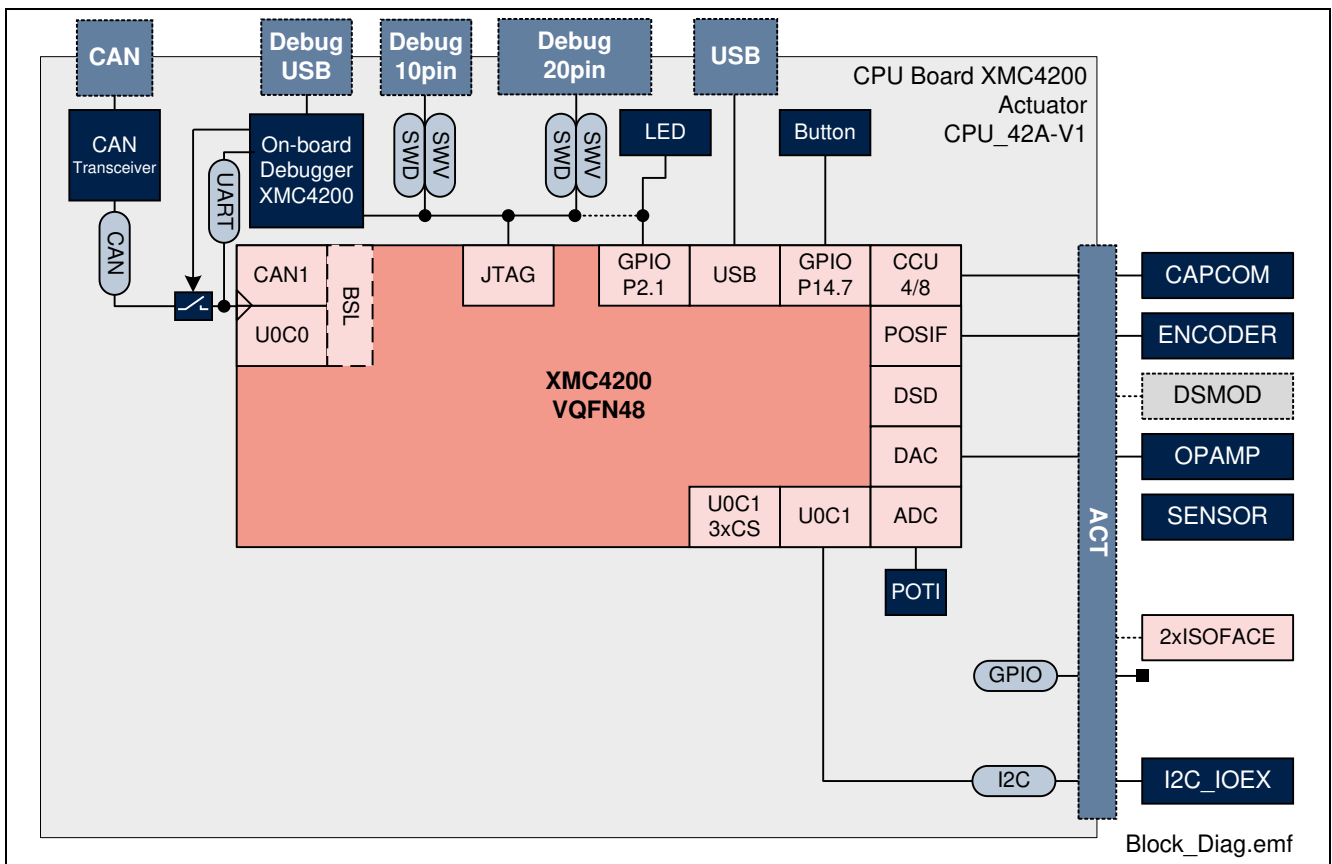 CAN
Debug
USB
Debug
10pin
Debug
20pin
USB
CPU Board XMC4200
Actuator
CPU_42A-V1
CAN
Transceiver
On-board
Debugger
XMC4200
SWD
SWV
SWD
SWV
LED
Button
UART
CAN
CAN1
BSL
U0C0
JTAG
GPIO
P2.1
USB
GPIO
P14.7
CCU
4/8
CAPCOM
POSIF
ENCODER
XMC4200
VQFN48
DSD
DSMOD
DAC
OPAMP
U0C1
3xCS
U0C1
ADC
SENSOR
ACT
POTI
2xISOFACE
GPIO
I2C
I2C_IOEX
Block_Diag.emf